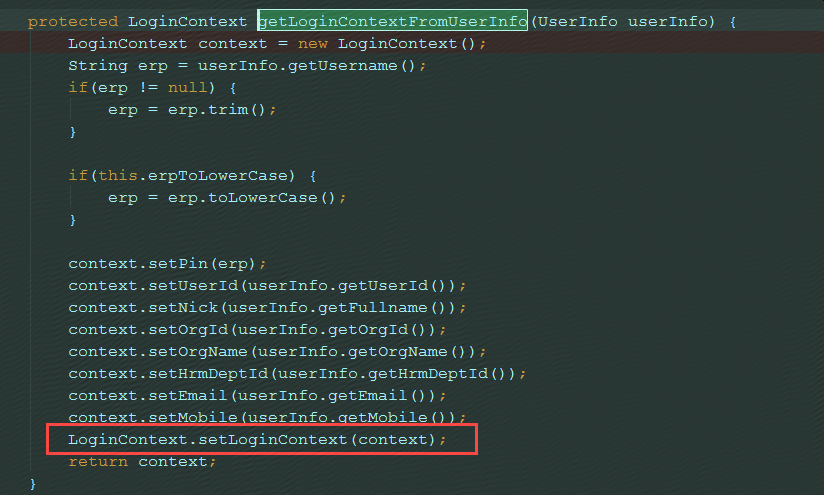 protected LoginContext getLoginContextFromUserInfo(UserInfo userInfo) {
LoginContext context = new LoginContext();
String erp = userInfo.getUsername();
if(erp != null) {
erp = erp.trim();
}
if(this.erpToLowerCase) {
erp = erp.toLowerCase();
}
context.setPin(erp);
context.setUserId(userInfo.getUserId());
context.setNick(userInfo.getFullname());
context.setOrgId(userInfo.getOrgId());
context.setOrgName(userInfo.getOrgName());
context.setHrmDeptId(userInfo.getHrmDeptId());
context.setEmail(userInfo.getEmail());
context.setMobile(userInfo.getMobile());
LoginContext.setLoginContext(context);
return context;
}